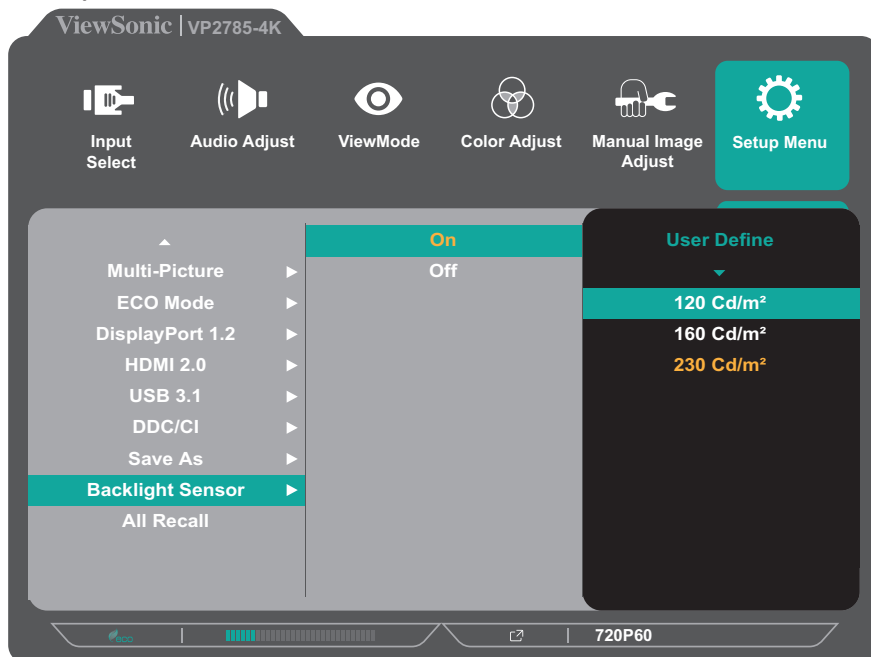 ViewSonic | VP2785-4K
Input
Select
Audio Adjust
ViewMode
Color Adjust
Manual Image
Adjust
Setup Menu
Multi-Picture
ECO Mode
DisplayPort 1.2
HDMI 2.0
USB 3.1
DDC/CI
Save As
Backlight Sensor
All Recall
On
Off
User Define
120 Cd/m²
160 Cd/m²
230 Cd/m²
eco
720P60